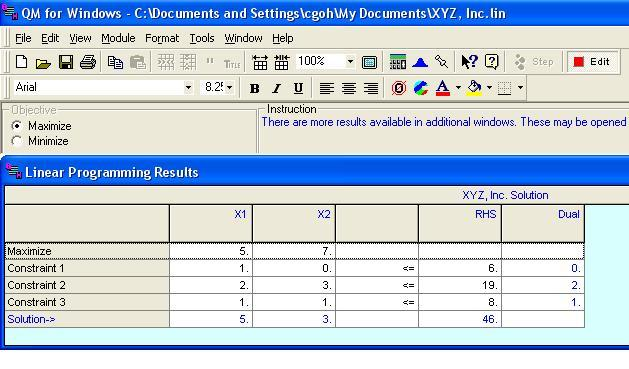 QM for Windows - C:\Documents and Settings\cgoh\My Documents\XYZ, Inc.lin
File Edit View Module Format Tools Window Help
TITLE 100% Step Edit
Arial 8.25 B I U A
Objective Instruction
Maximize There are more results available in additional windows. These may be opened
Minimize
Linear Programming Results
XYZ, Inc. Solution
X1 X2 RHS Dual
Maximize 5. 7.
Constraint 1 1. 0. <= 6. 0.
Constraint 2 2. 3. <= 19. 2.
Constraint 3 1. 1. <= 8. 1.
Solution-> 5. 3. 46.